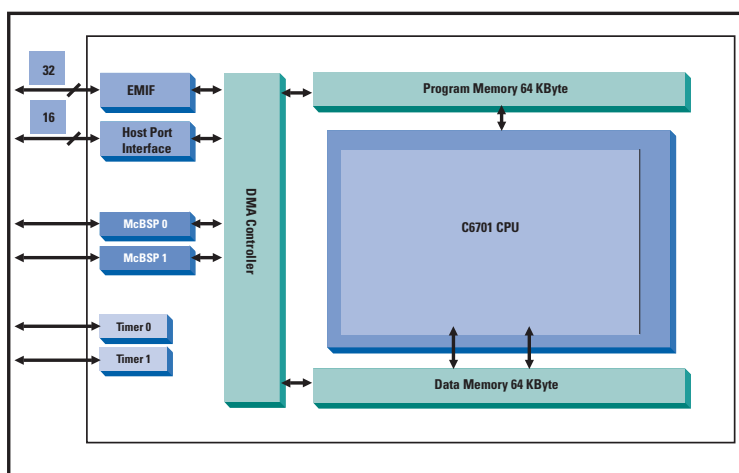 32
EMIF
16
Host Port
Interface
McBSP 0
McBSP 1
Timer 0
Timer 1
DMA Controller
Program Memory 64 KByte
C6701 CPU
Data Memory 64 KByte